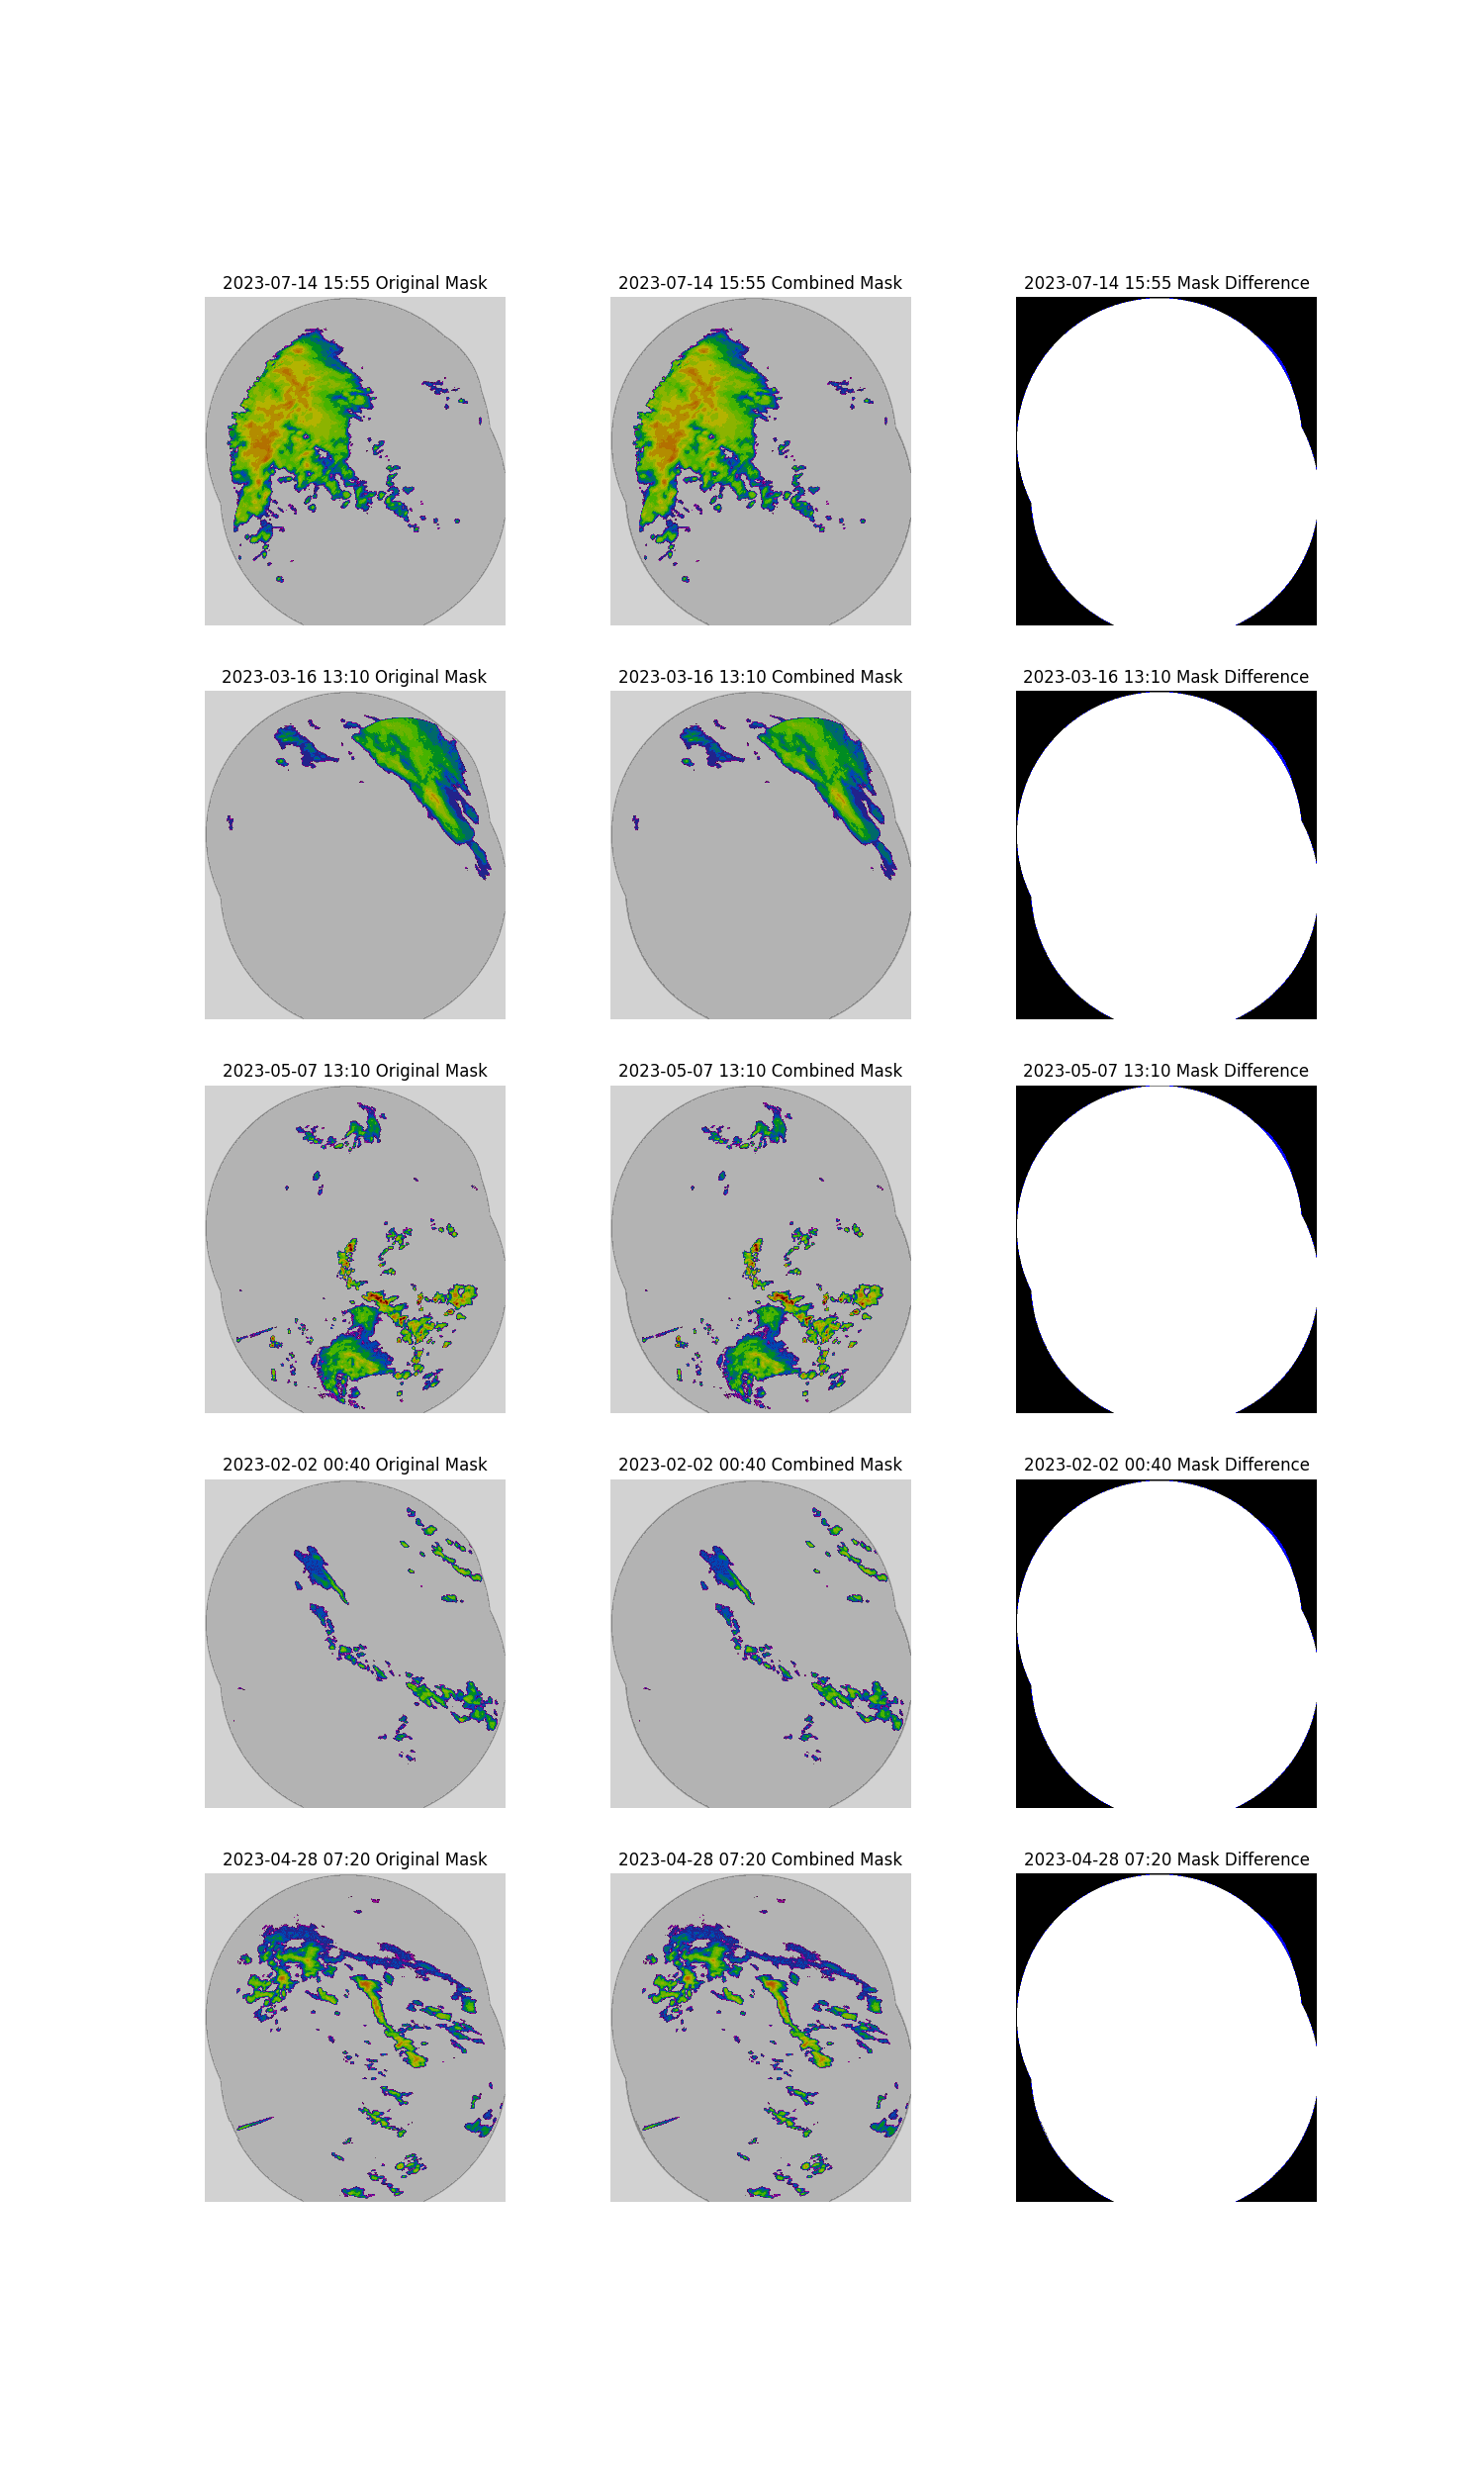 2023-07-14 15:55 Original Mask
2023-07-14 15:55 Combined Mask
2023-07-14 15:55 Mask Difference
2023-03-16 13:10 Original Mask
2023-03-16 13:10 Combined Mask
2023-03-16 13:10 Mask Difference
2023-05-07 13:10 Original Mask
2023-05-07 13:10 Combined Mask
2023-05-07 13:10 Mask Difference
2023-02-02 00:40 Original Mask
2023-02-02 00:40 Combined Mask
2023-02-02 00:40 Mask Difference
2023-04-28 07:20 Original Mask
2023-04-28 07:20 Combined Mask
2023-04-28 07:20 Mask Difference